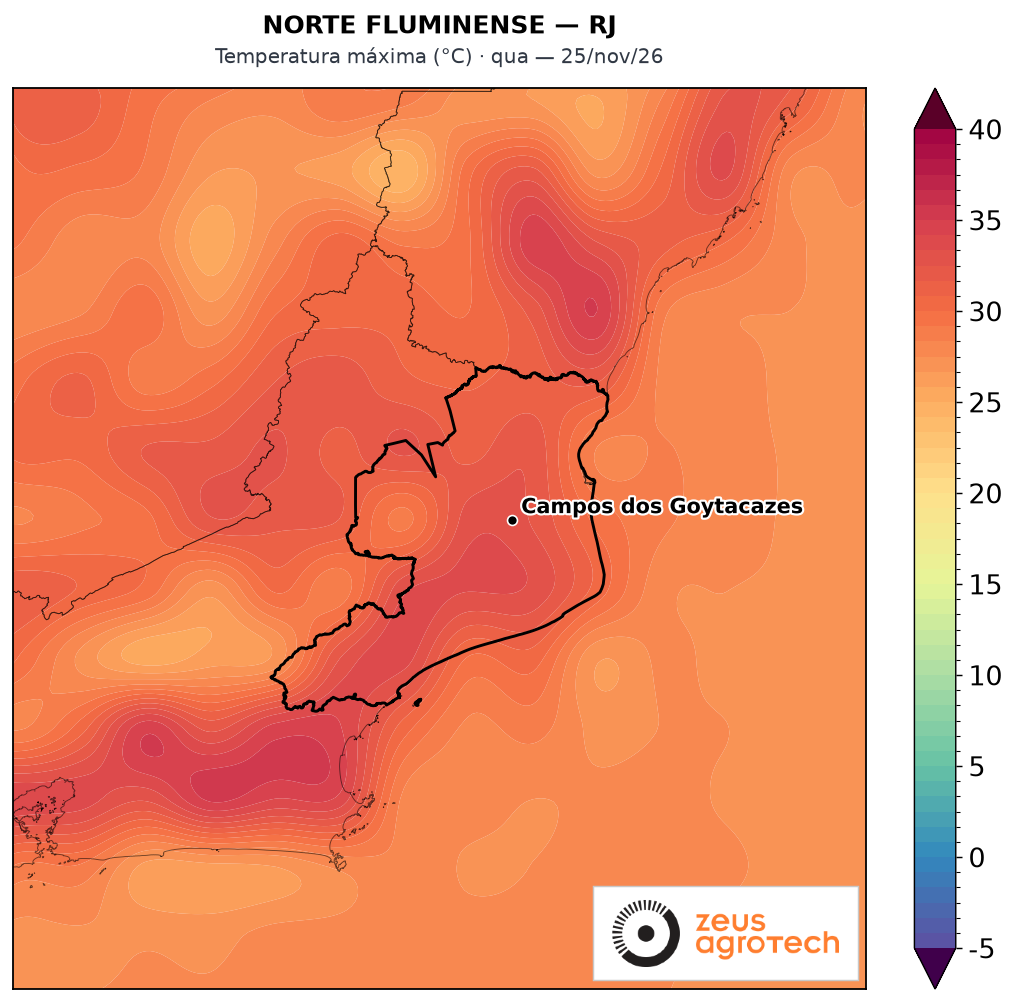 NORTE FLUMINENSE — RJ
Temperatura máxima (°C) · qua — 25/nov/26
40
35
30
25
20
15
10
5
0
-5
Campos dos Goytacazes
zeus
agrotech